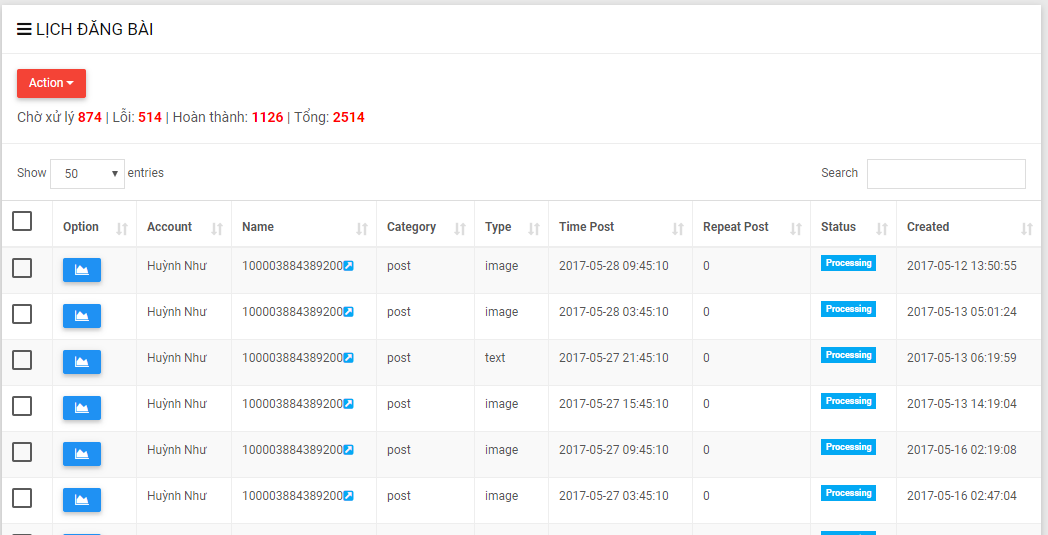 LỊCH ĐĂNG BÀI
Action
Chờ xử lý 874 | Lỗi: 514 | Hoàn thành: 1126 | Tổng: 2514
Show 50 entries Search
Option Account Name Category Type Time Post Repeat Post Status Created
Huỳnh Như 100003884389200 post image 2017-05-28 09:45:10 0 Processing 2017-05-12 13:50:55
Huỳnh Như 100003884389200 post image 2017-05-28 03:45:10 0 Processing 2017-05-13 05:01:24
Huỳnh Như 100003884389200 post text 2017-05-27 21:45:10 0 Processing 2017-05-13 06:19:59
Huỳnh Như 100003884389200 post image 2017-05-27 15:45:10 0 Processing 2017-05-13 14:19:04
Huỳnh Như 100003884389200 post image 2017-05-27 09:45:10 0 Processing 2017-05-16 02:19:08
Huỳnh Như 100003884389200 post image 2017-05-27 03:45:10 0 Processing 2017-05-16 02:47:04